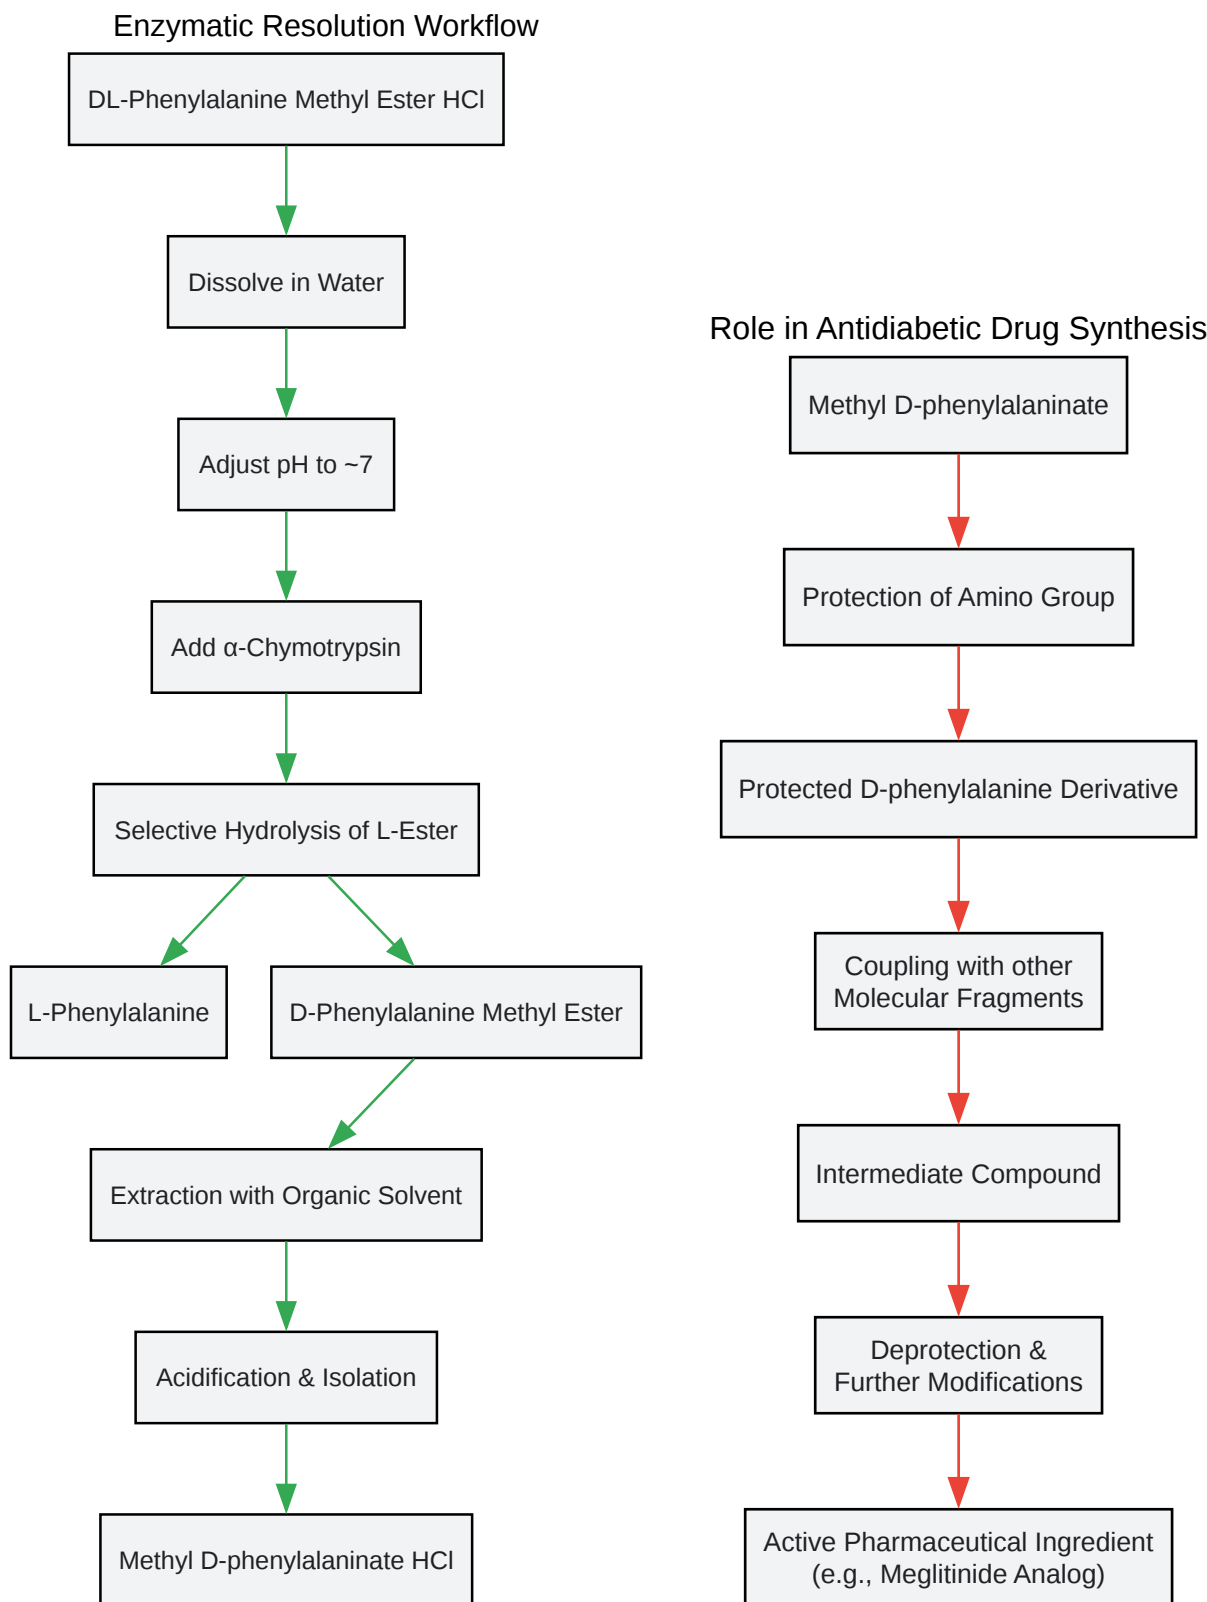 Enzymatic Resolution Workflow
DL-Phenylalanine Methyl Ester HCl
Dissolve in Water
Adjust pH to ~7
Add α-Chymotrypsin
Selective Hydrolysis of L-Ester
L-Phenylalanine
D-Phenylalanine Methyl Ester
Extraction with Organic Solvent
Acidification & Isolation
Methyl D-phenylalaninate HCl
Role in Antidiabetic Drug Synthesis
Methyl D-phenylalaninate
Protection of Amino Group
Protected D-phenylalanine Derivative
Coupling with other
Molecular Fragments
Intermediate Compound
Deprotection &
Further Modifications
Active Pharmaceutical Ingredient
(e.g., Meglitinide Analog)